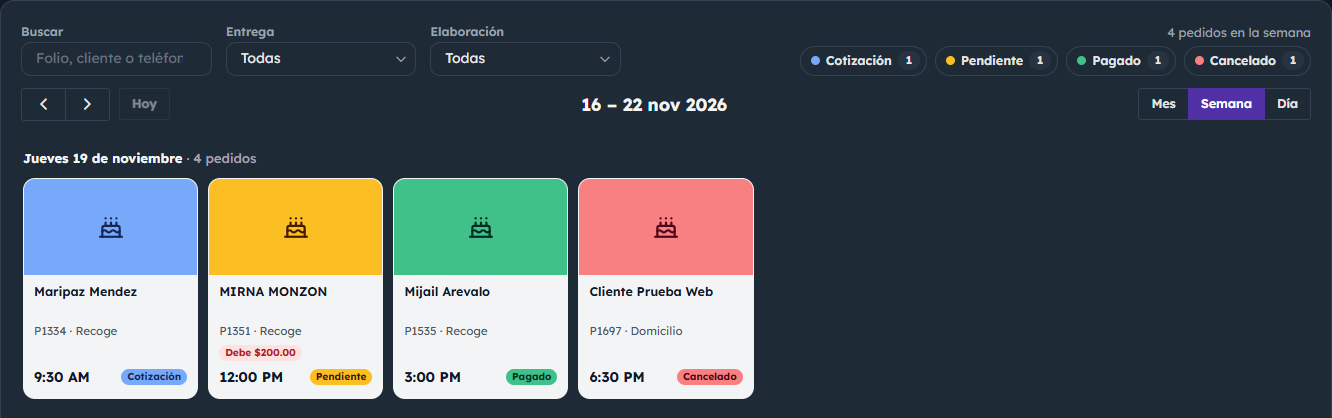 Buscar
Entrega
Elaboración
4 pedidos en la semana
Folio, cliente o teléfor
Todas
Todas
Cotización 1
Pendiente 1
Pagado 1
Cancelado 1
Hoy
16 – 22 nov 2026
Mes
Semana
Día
Jueves 19 de noviembre · 4 pedidos
Maripaz Mendez
P1334 · Recoge
9:30 AM
Cotización
MIRNA MONZON
P1351 · Recoge
Debe $200.00
12:00 PM
Pendiente
Mijail Arevalo
P1535 · Recoge
3:00 PM
Pagado
Cliente Prueba Web
P1697 · Domicilio
6:30 PM
Cancelado